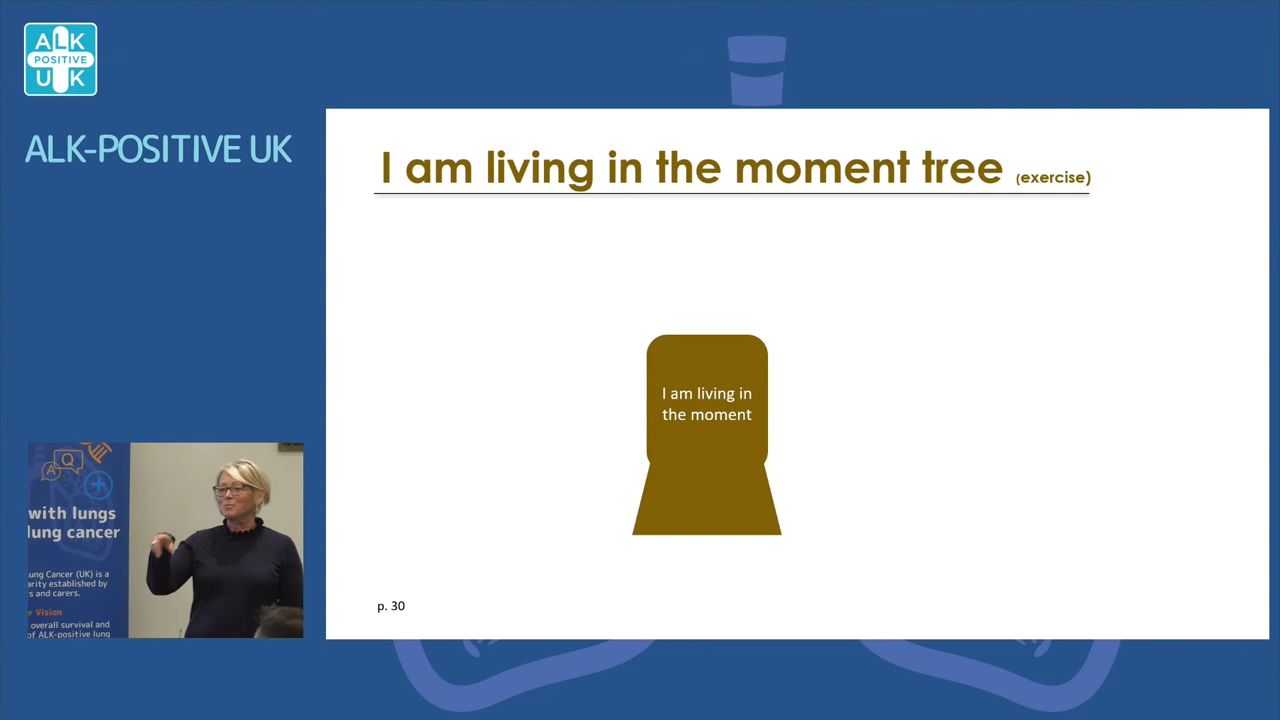 ALK
POSITIVE
UK
ALK-POSITIVE UK
I am living in the moment tree (exercise)
I am living in
the moment
p. 30
Q
A
with lungs
lung cancer
ung Cancer (UK) is a
arity established by
s and carers.
r Vision
overall survival and
of ALK-positive lung